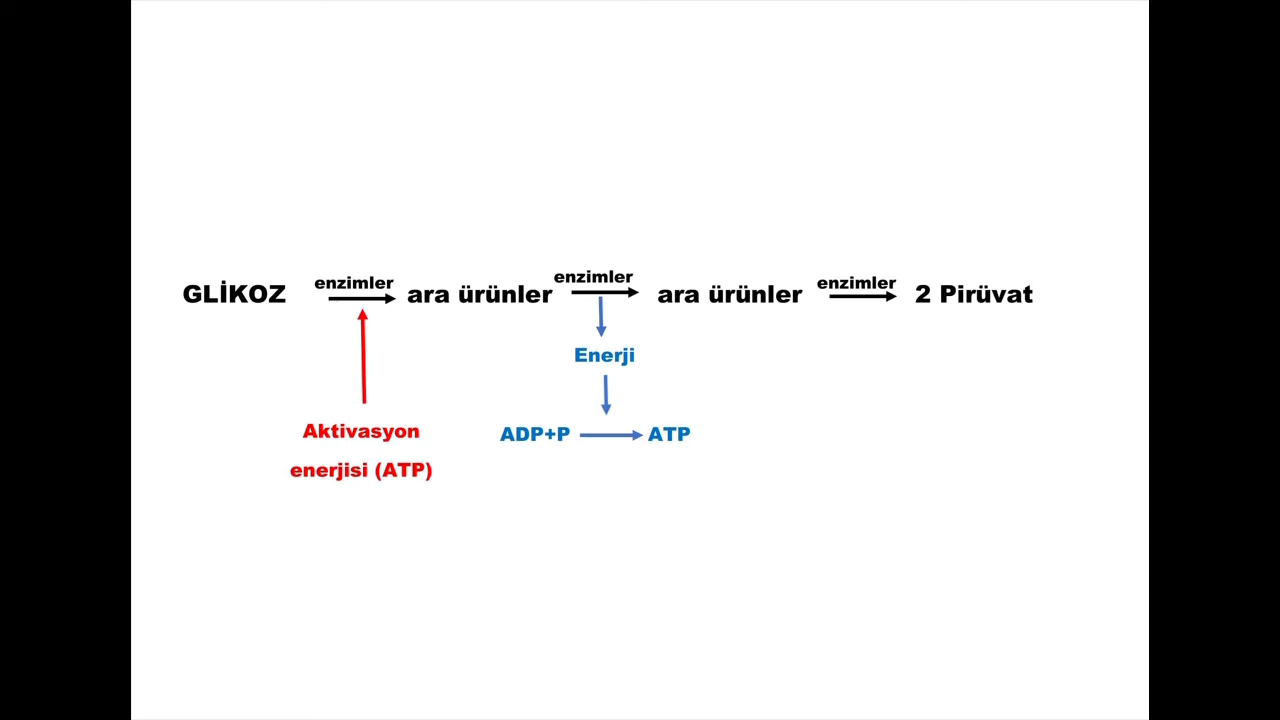 GLİKOZ enzimler ara ürünler enzimler ara ürünler enzimler 2 Pirüvat
Enerji
Aktivasyon
enerjisi (ATP)
ADP+P ATP